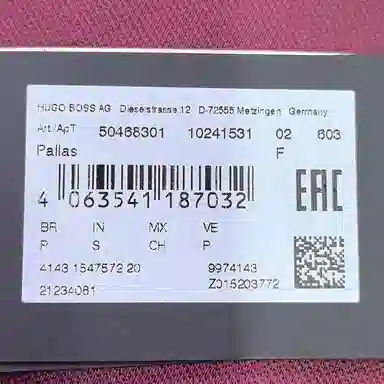 HUGO BOSS AG Dieselstrasse 12 D-72555 Metzingen Germany
Art./Apт 50468301 10241531 02 603
Pallas F
4 063541 187032
EAC
BR IN MX VE
P S CH P
4143 1547572 20 9974143
21234081 Z015203772